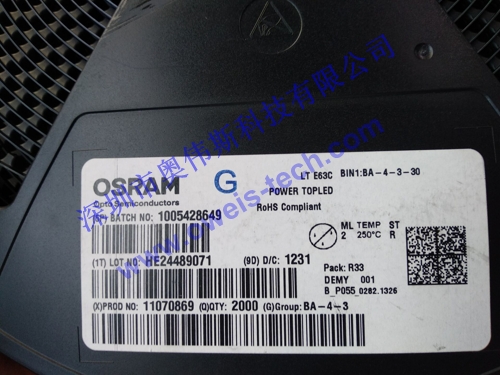 OSRAM
Opto Semiconductors
G
LT E63C BIN1:BA-4-3-30
POWER TOPLED
RoHS Compliant
BATCH NO: 1005428649
ML TEMP ST
2 250°C R
(1T) LOT NO: HE24489071 (9D) D/C: 1231
Pack: R33
DEMY 001
B_P055_0282.1326
(X)PROD NO: 11070869 (Q)QTY: 2000 (G)Group: BA-4-3
深圳市奥伟斯科技有限公司
www.oweis-tech.com